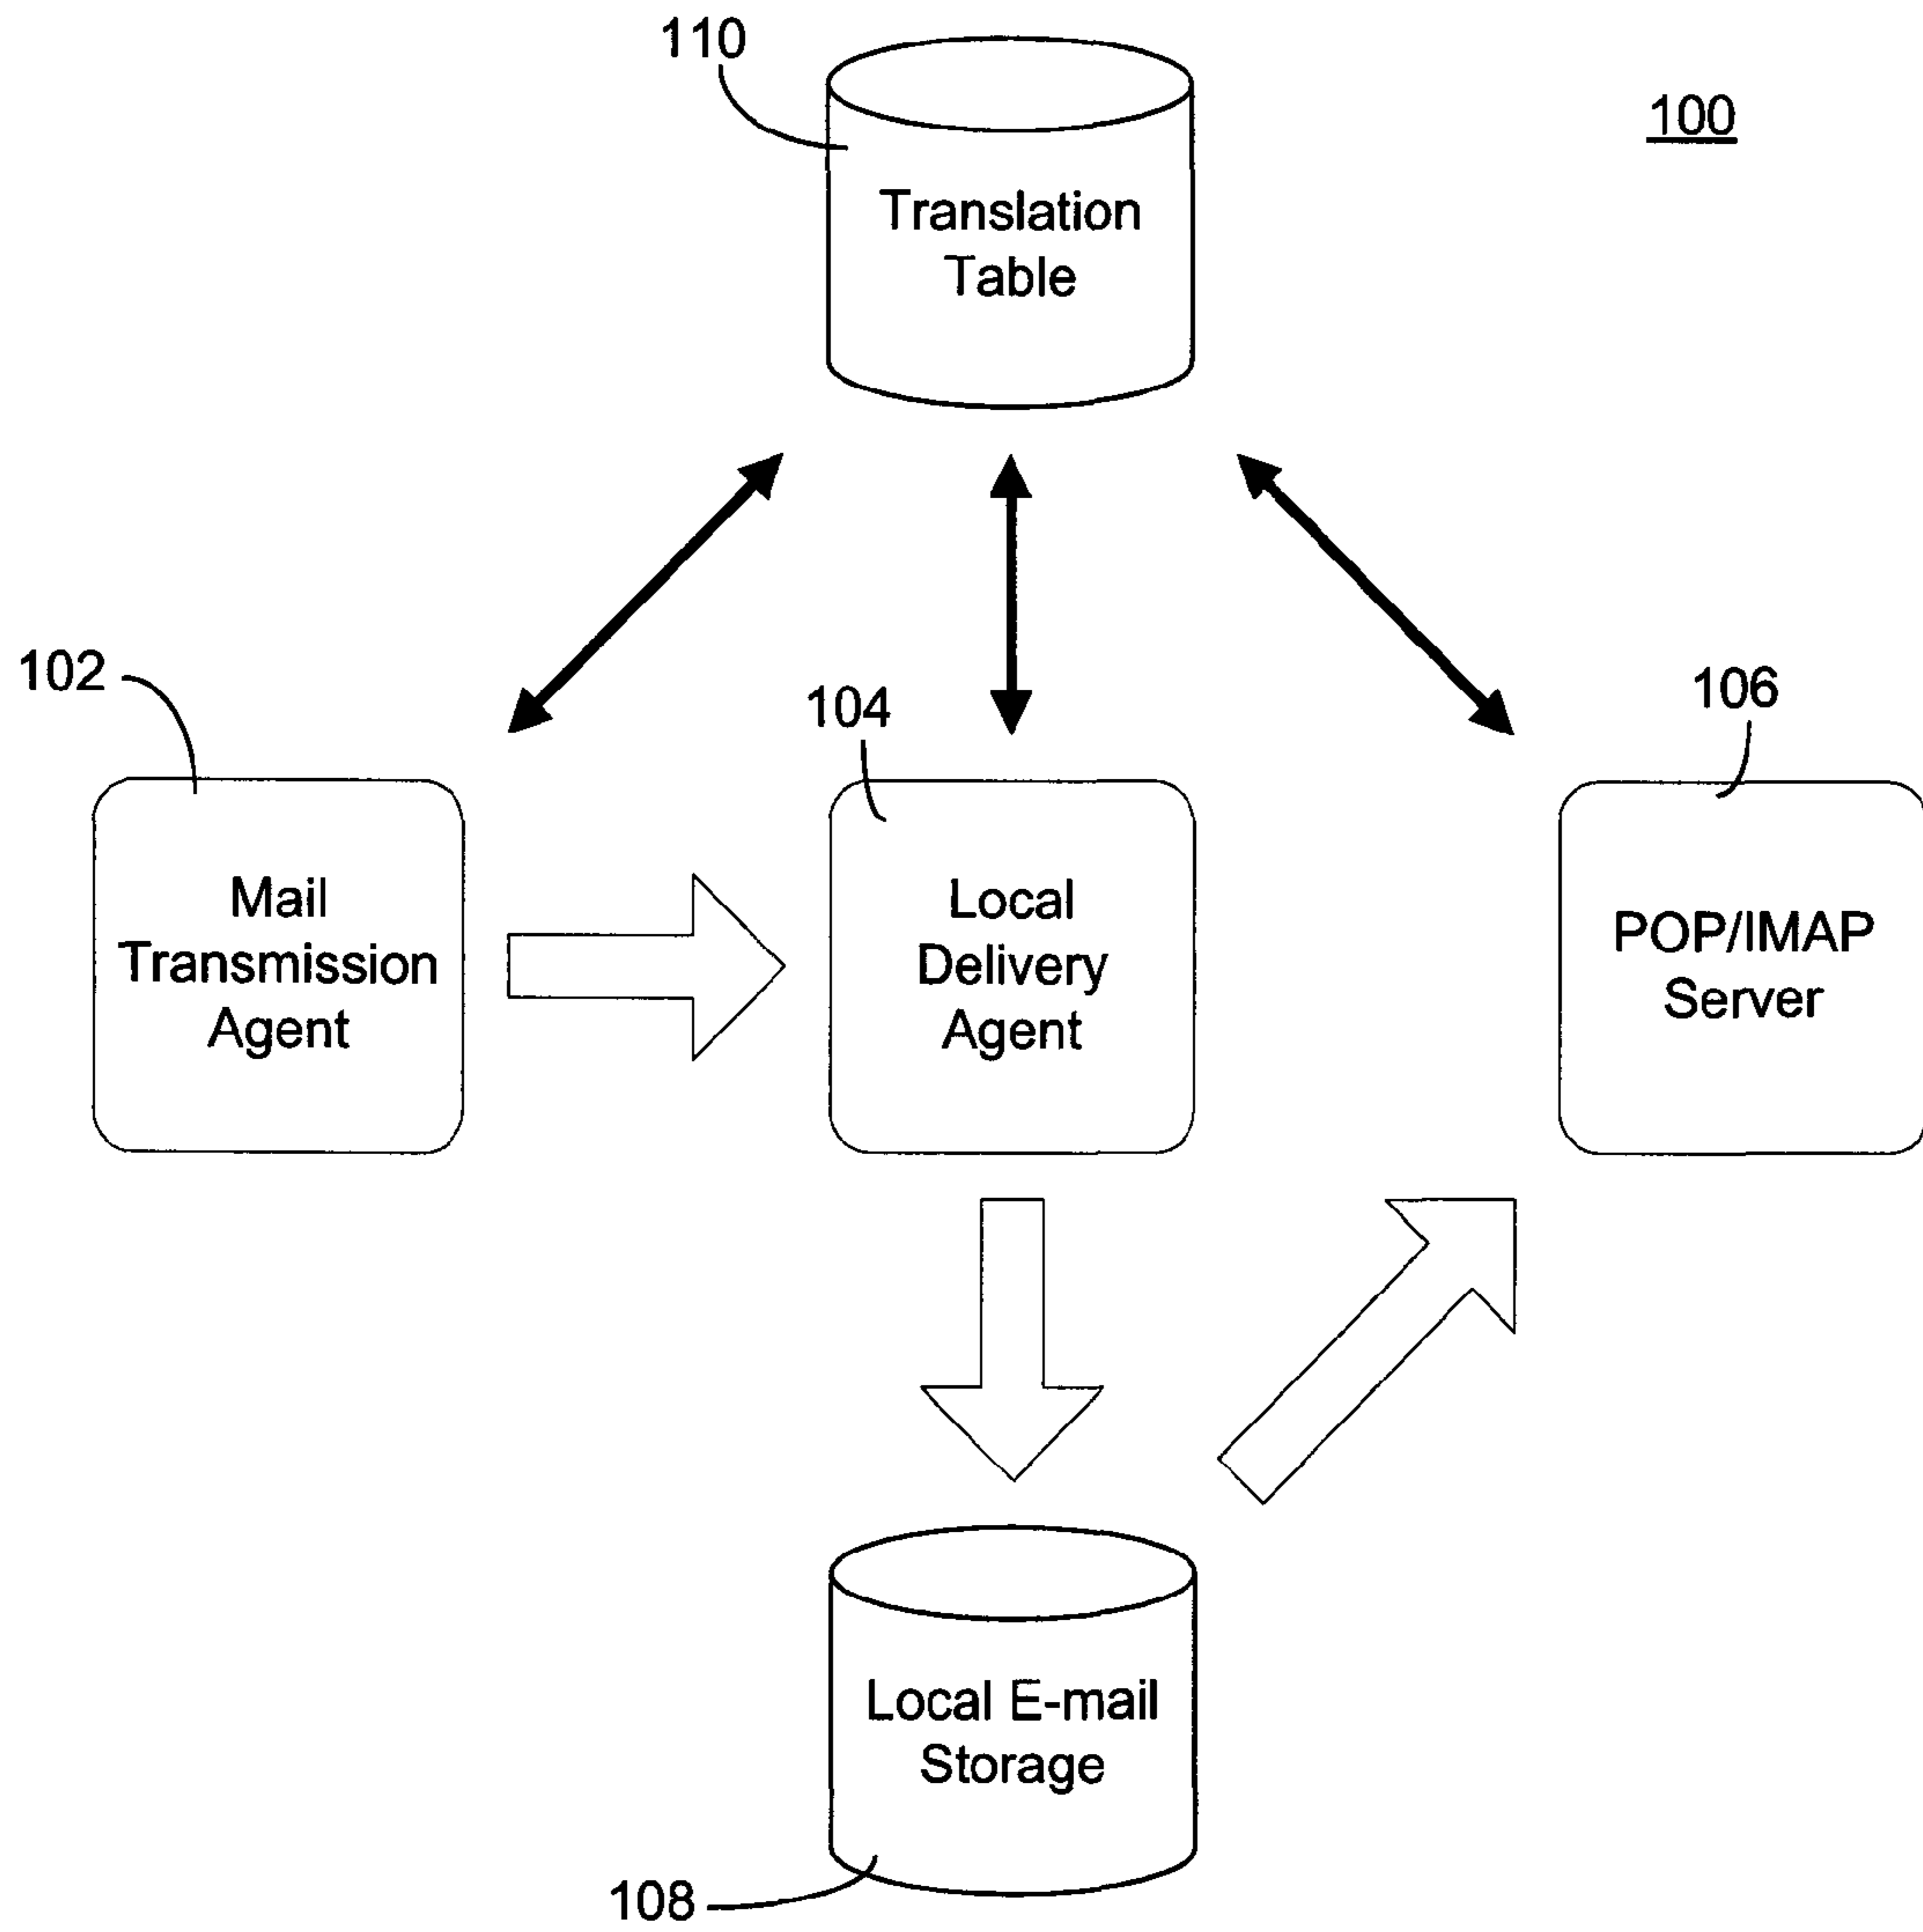 110
100
Translation
Table
102
104
106
Mail
Transmission
Agent
Local
Delivery
Agent
POP/IMAP
Server
Local E-mail
Storage
108